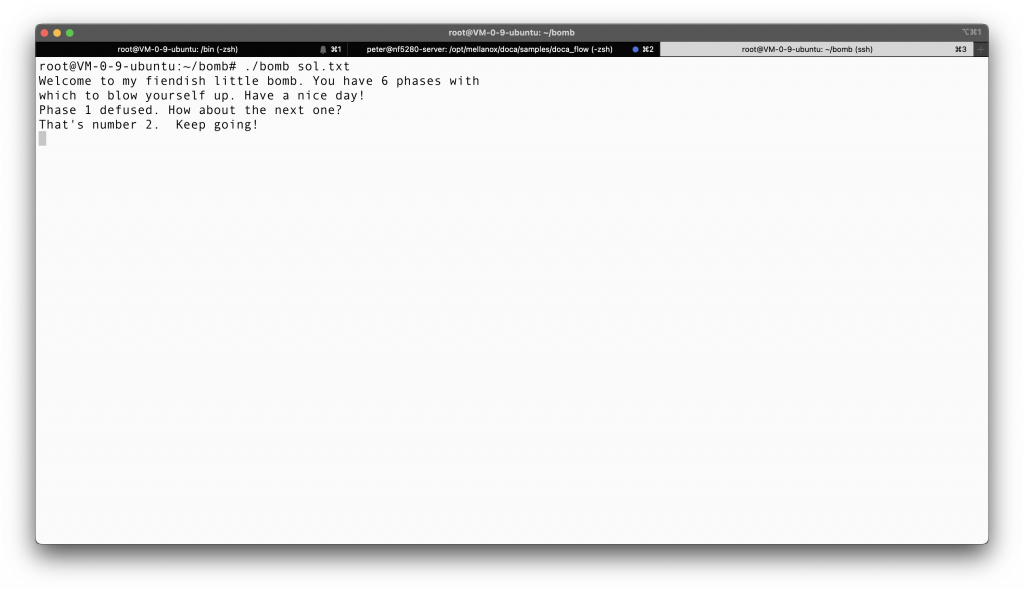 root@VM-0-9-ubuntu: ~/bomb
⌥⌘1
root@VM-0-9-ubuntu: /bin (-zsh)
⌘1
peter@nf5280-server: /opt/mellanox/doca/samples/doca_flow (-zsh)
⌘2
root@VM-0-9-ubuntu: ~/bomb (ssh)
⌘3
root@VM-0-9-ubuntu:~/bomb# ./bomb sol.txt
Welcome to my fiendish little bomb. You have 6 phases with
which to blow yourself up. Have a nice day!
Phase 1 defused. How about the next one?
That's number 2.  Keep going!